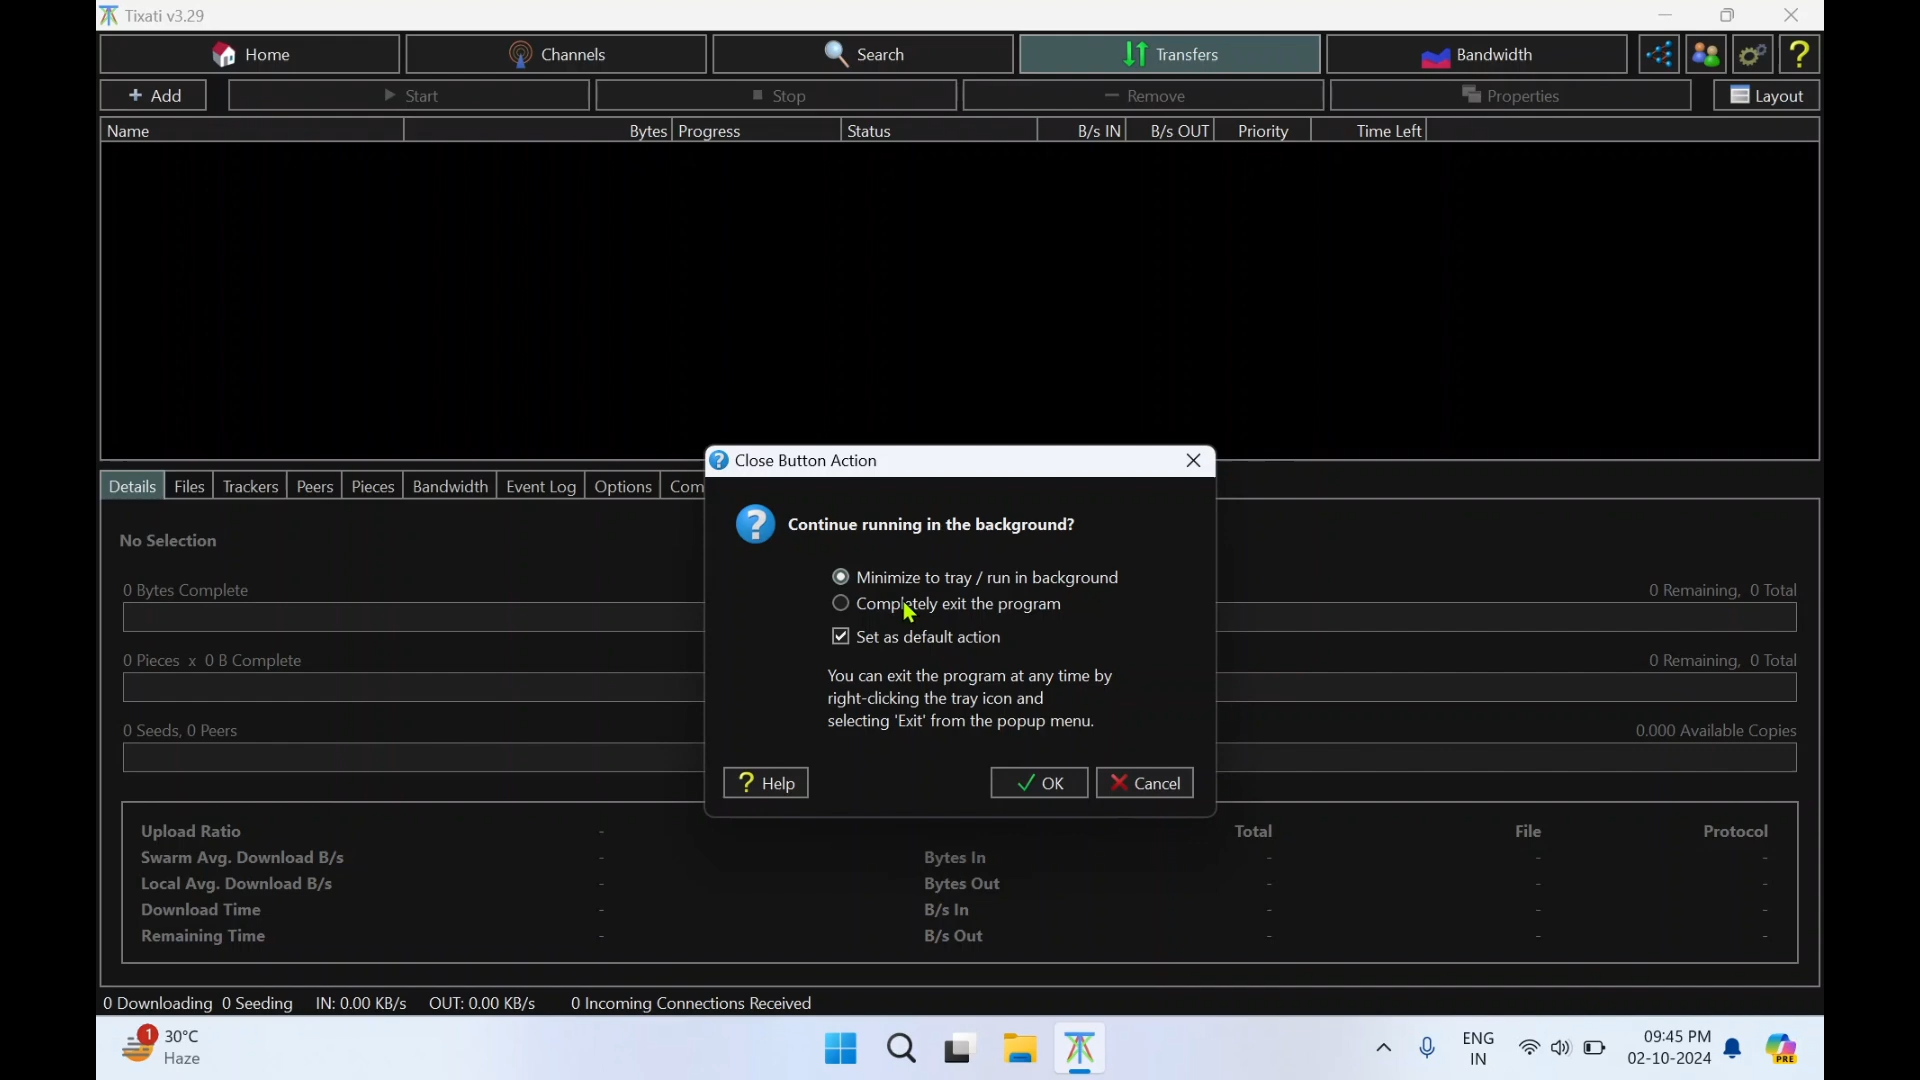 Tixati v3.29
Home Channels Search Transfers Bandwidth
Add Start Stop Remove Properties Layout
Name Bytes Progress Status B/s IN B/s OUT Priority Time Left
Close Button Action
Details Files Trackers Peers Pieces Bandwidth Event Log Options Com
Continue running in the background?
No Selection
Minimize to tray / run in background
0 Bytes Complete 0 Remaining, 0 Total
Completely exit the program
Set as default action
0 Pieces x 0 B Complete 0 Remaining, 0 Total
You can exit the program at any time by
right-clicking the tray icon and
selecting 'Exit' from the popup menu.
0 Seeds, 0 Peers 0.000 Available Copies
? Help OK Cancel
Upload Ratio - Total File Protocol
Swarm Avg. Download B/s - Bytes In - - -
Local Avg. Download B/s - Bytes Out - - -
Download Time - B/s In - - -
Remaining Time - B/s Out - - -
0 Downloading 0 Seeding IN: 0.00 KB/s OUT: 0.00 KB/s 0 Incoming Connections Received
1 30°C ENG 09:45 PM
Haze IN 02-10-2024 PRE